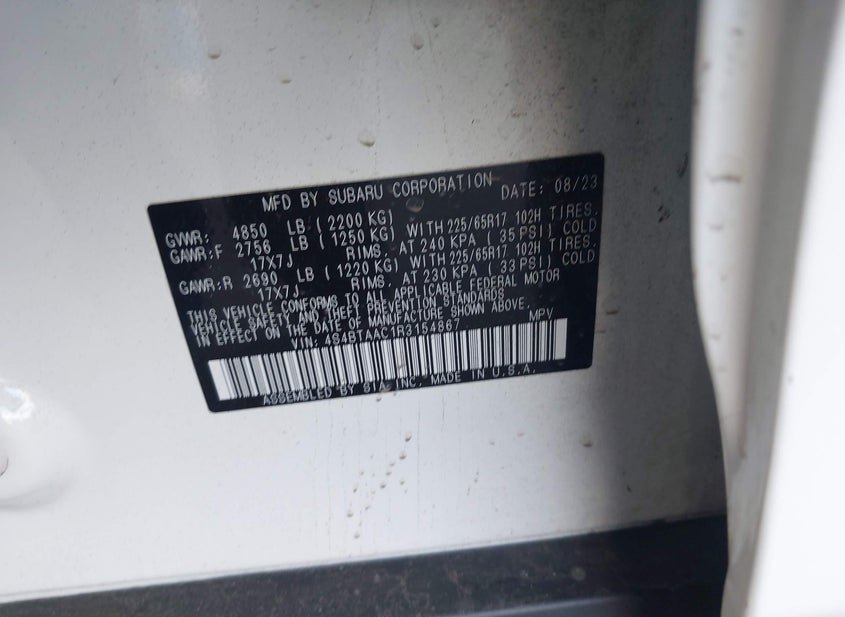 MFD BY SUBARU CORPORATION DATE: 08/23
GVWR: 4850 LB ( 2200 KG)
GAWR:F 2756 LB ( 1250 KG) WITH 225/65R17 102H TIRES.
17X7J RIMS, AT 240 KPA ( 35 PSI) COLD
GAWR:R 2690 LB ( 1220 KG) WITH 225/65R17 102H TIRES.
17X7J RIMS, AT 230 KPA ( 33 PSI) COLD
THIS VEHICLE CONFORMS TO ALL APPLICABLE FEDERAL MOTOR
VEHICLE SAFETY AND THEFT PREVENTION STANDARDS
IN EFFECT ON THE DATE OF MANUFACTURE SHOWN ABOVE.
VIN: 4S4BTAAC1R3154867 MPV
ASSEMBLED BY SIA, INC, MADE IN U.S.A.